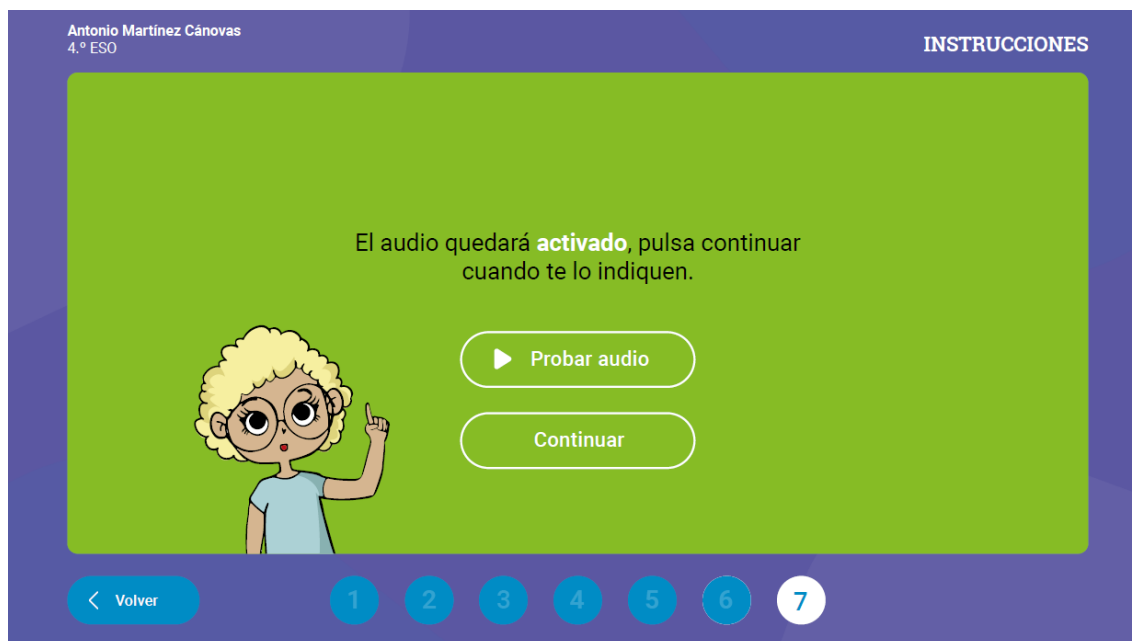 Antonio Martínez Cánovas
4.º ESO
INSTRUCCIONES
El audio quedará activado, pulsa continuar
cuando te lo indiquen.
Probar audio
Continuar
Volver
1 2 3 4 5 6 7